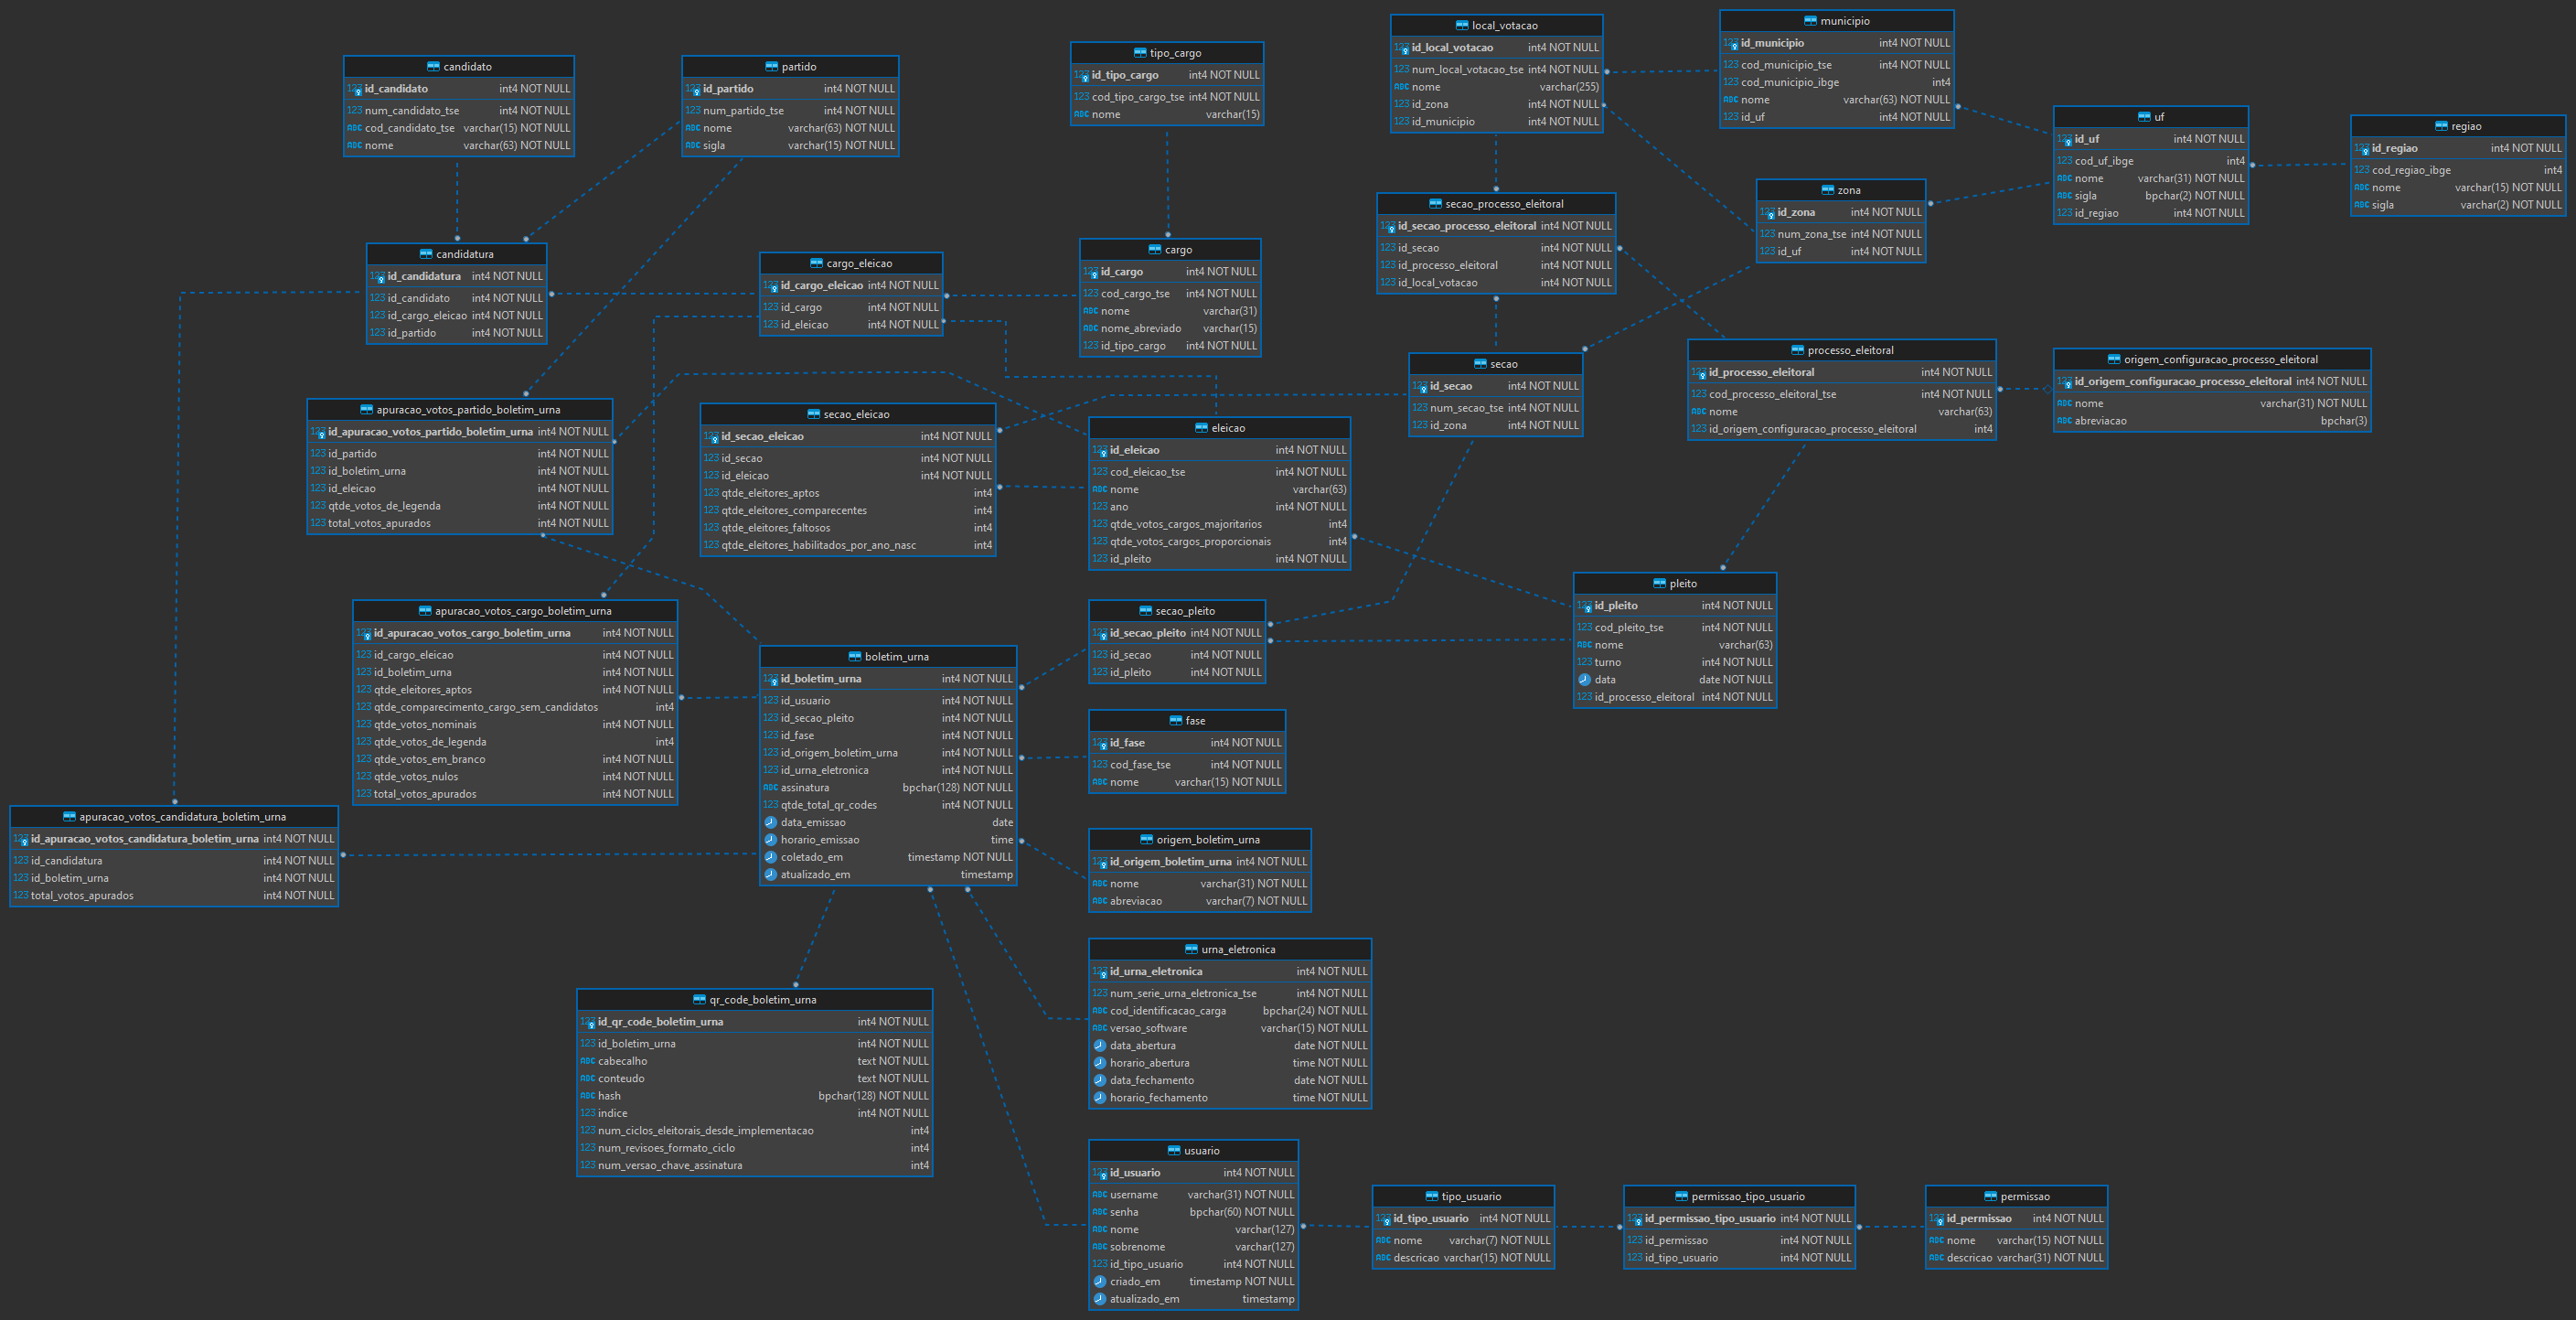 candidato
id_candidato int4 NOT NULL
num_candidato_tse int4 NOT NULL
cod_candidato_tse varchar(15) NOT NULL
nome varchar(63) NOT NULL
partido
id_partido int4 NOT NULL
num_partido_tse int4 NOT NULL
nome varchar(63) NOT NULL
sigla varchar(15) NOT NULL
tipo_cargo
id_tipo_cargo int4 NOT NULL
cod_tipo_cargo_tse int4 NOT NULL
nome varchar(15)
local_votacao
id_local_votacao int4 NOT NULL
num_local_votacao_tse int4 NOT NULL
nome varchar(255)
id_zona int4 NOT NULL
id_municipio int4 NOT NULL
municipio
id_municipio int4 NOT NULL
cod_municipio_tse int4 NOT NULL
cod_municipio_ibge int4
nome varchar(63) NOT NULL
id_uf int4 NOT NULL
uf
id_uf int4 NOT NULL
cod_uf_ibge int4
nome varchar(31) NOT NULL
sigla bpchar(2) NOT NULL
id_regiao int4 NOT NULL
regiao
id_regiao int4 NOT NULL
cod_regiao_ibge int4
nome varchar(15) NOT NULL
sigla varchar(2) NOT NULL
zona
id_zona int4 NOT NULL
num_zona_tse int4 NOT NULL
id_uf int4 NOT NULL
secao_processo_eleitoral
id_secao_processo_eleitoral int4 NOT NULL
id_secao int4 NOT NULL
id_processo_eleitoral int4 NOT NULL
id_local_votacao int4 NOT NULL
candidatura
id_candidatura int4 NOT NULL
id_candidato int4 NOT NULL
id_cargo_eleicao int4 NOT NULL
id_partido int4 NOT NULL
cargo_eleicao
id_cargo_eleicao int4 NOT NULL
id_cargo int4 NOT NULL
id_eleicao int4 NOT NULL
cargo
id_cargo int4 NOT NULL
cod_cargo_tse int4 NOT NULL
nome varchar(31)
nome_abreviado varchar(15)
id_tipo_cargo int4 NOT NULL
secao
id_secao int4 NOT NULL
num_secao_tse int4 NOT NULL
id_zona int4 NOT NULL
processo_eleitoral
id_processo_eleitoral int4 NOT NULL
cod_processo_eleitoral_tse int4 NOT NULL
nome varchar(63)
id_origem_configuracao_processo_eleitoral int4
origem_configuracao_processo_eleitoral
id_origem_configuracao_processo_eleitoral int4 NOT NULL
nome varchar(31) NOT NULL
abreviacao bpchar(3)
apuracao_votos_partido_boletim_urna
id_apuracao_votos_partido_boletim_urna int4 NOT NULL
id_partido int4 NOT NULL
id_boletim_urna int4 NOT NULL
id_eleicao int4 NOT NULL
qtde_votos_de_legenda int4 NOT NULL
total_votos_apurados int4 NOT NULL
secao_eleicao
id_secao_eleicao int4 NOT NULL
id_secao int4 NOT NULL
id_eleicao int4 NOT NULL
qtde_eleitores_aptos int4
qtde_eleitores_comparecentes int4
qtde_eleitores_faltosos int4
qtde_eleitores_habilitados_por_ano_nasc int4
eleicao
id_eleicao int4 NOT NULL
cod_eleicao_tse int4 NOT NULL
nome varchar(63)
ano int4 NOT NULL
qtde_votos_cargos_majoritarios int4
qtde_votos_cargos_proporcionais int4
id_pleito int4 NOT NULL
pleito
id_pleito int4 NOT NULL
cod_pleito_tse int4 NOT NULL
nome varchar(63)
turno int4 NOT NULL
data date NOT NULL
id_processo_eleitoral int4 NOT NULL
apuracao_votos_cargo_boletim_urna
id_apuracao_votos_cargo_boletim_urna int4 NOT NULL
id_cargo_eleicao int4 NOT NULL
id_boletim_urna int4 NOT NULL
qtde_eleitores_aptos int4 NOT NULL
qtde_comparecimento_cargo_sem_candidatos int4
qtde_votos_nominais int4 NOT NULL
qtde_votos_de_legenda int4
qtde_votos_em_branco int4 NOT NULL
qtde_votos_nulos int4 NOT NULL
total_votos_apurados int4 NOT NULL
secao_pleito
id_secao_pleito int4 NOT NULL
id_secao int4 NOT NULL
id_pleito int4 NOT NULL
boletim_urna
id_boletim_urna int4 NOT NULL
id_usuario int4 NOT NULL
id_secao_pleito int4 NOT NULL
id_fase int4 NOT NULL
id_origem_boletim_urna int4 NOT NULL
id_urna_eletronica int4 NOT NULL
assinatura bpchar(128) NOT NULL
qtde_total_qr_codes int4 NOT NULL
data_emissao date
horario_emissao time
coletado_em timestamp NOT NULL
atualizado_em timestamp
fase
id_fase int4 NOT NULL
cod_fase_tse int4 NOT NULL
nome varchar(15) NOT NULL
apuracao_votos_candidatura_boletim_urna
id_apuracao_votos_candidatura_boletim_urna int4 NOT NULL
id_candidatura int4 NOT NULL
id_boletim_urna int4 NOT NULL
total_votos_apurados int4 NOT NULL
origem_boletim_urna
id_origem_boletim_urna int4 NOT NULL
nome varchar(31) NOT NULL
abreviacao varchar(7) NOT NULL
urna_eletronica
id_urna_eletronica int4 NOT NULL
num_serie_urna_eletronica_tse int4 NOT NULL
cod_identificacao_carga bpchar(24) NOT NULL
versao_software varchar(15) NOT NULL
data_abertura date NOT NULL
horario_abertura time NOT NULL
data_fechamento date NOT NULL
horario_fechamento time NOT NULL
qr_code_boletim_urna
id_qr_code_boletim_urna int4 NOT NULL
id_boletim_urna int4 NOT NULL
cabecalho text NOT NULL
conteudo text NOT NULL
hash bpchar(128) NOT NULL
indice int4 NOT NULL
num_ciclos_eleitorais_desde_implementacao int4
num_revisoes_formato_ciclo int4
num_versao_chave_assinatura int4
usuario
id_usuario int4 NOT NULL
username varchar(31) NOT NULL
senha bpchar(60) NOT NULL
nome varchar(127)
sobrenome varchar(127)
id_tipo_usuario int4 NOT NULL
criado_em timestamp NOT NULL
atualizado_em timestamp
tipo_usuario
id_tipo_usuario int4 NOT NULL
nome varchar(7) NOT NULL
descricao varchar(15) NOT NULL
permissao_tipo_usuario
id_permissao_tipo_usuario int4 NOT NULL
id_permissao int4 NOT NULL
id_tipo_usuario int4 NOT NULL
permissao
id_permissao int4 NOT NULL
nome varchar(15) NOT NULL
descricao varchar(31) NOT NULL